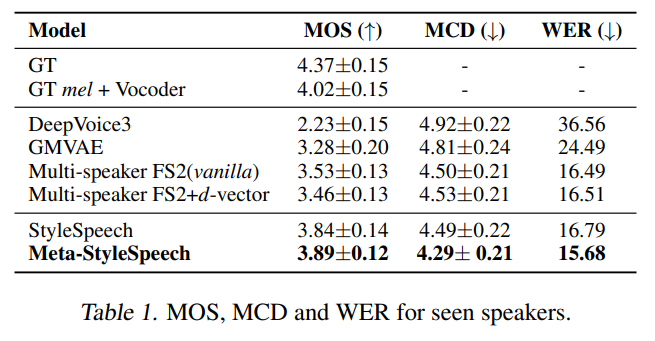 Model MOS (↑) MCD (↓) WER (↓)
GT 4.37±0.15 - -
GT mel + Vocoder 4.02±0.15 - -
DeepVoice3 2.23±0.15 4.92±0.22 36.56
GMVAE 3.28±0.20 4.81±0.24 24.49
Multi-speaker FS2(vanilla) 3.53±0.13 4.50±0.21 16.49
Multi-speaker FS2+d-vector 3.46±0.13 4.53±0.21 16.51
StyleSpeech 3.84±0.14 4.49±0.22 16.79
Meta-StyleSpeech 3.89±0.12 4.29± 0.21 15.68
Table 1. MOS, MCD and WER for seen speakers.